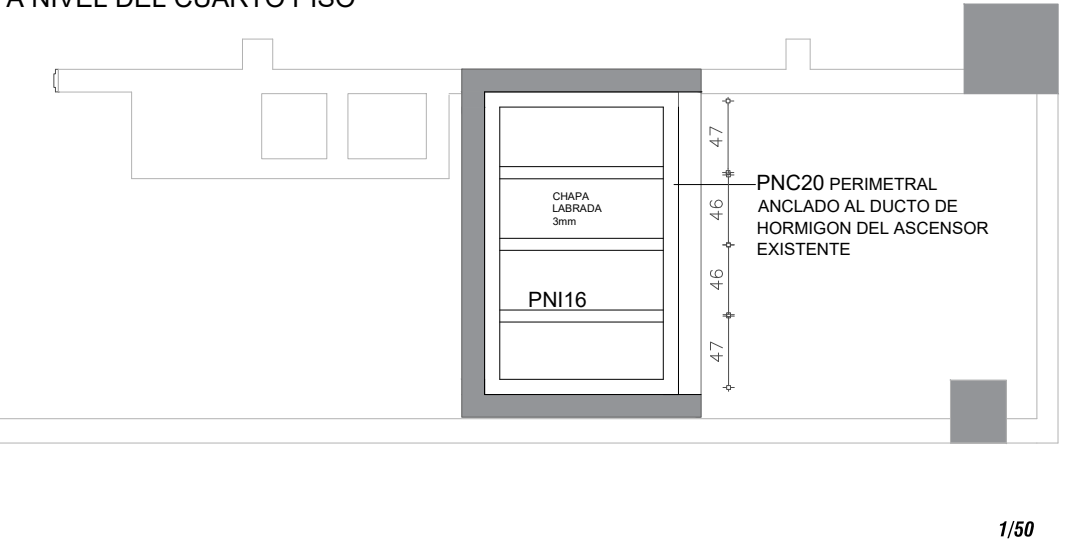 A NIVEL DEL CUARTO PISO
47
46
46
47
CHAPA
LABRADA
3mm
PNI16
PNC20 PERIMETRAL
ANCLADO AL DUCTO DE
HORMIGON DEL ASCENSOR
EXISTENTE
1/50